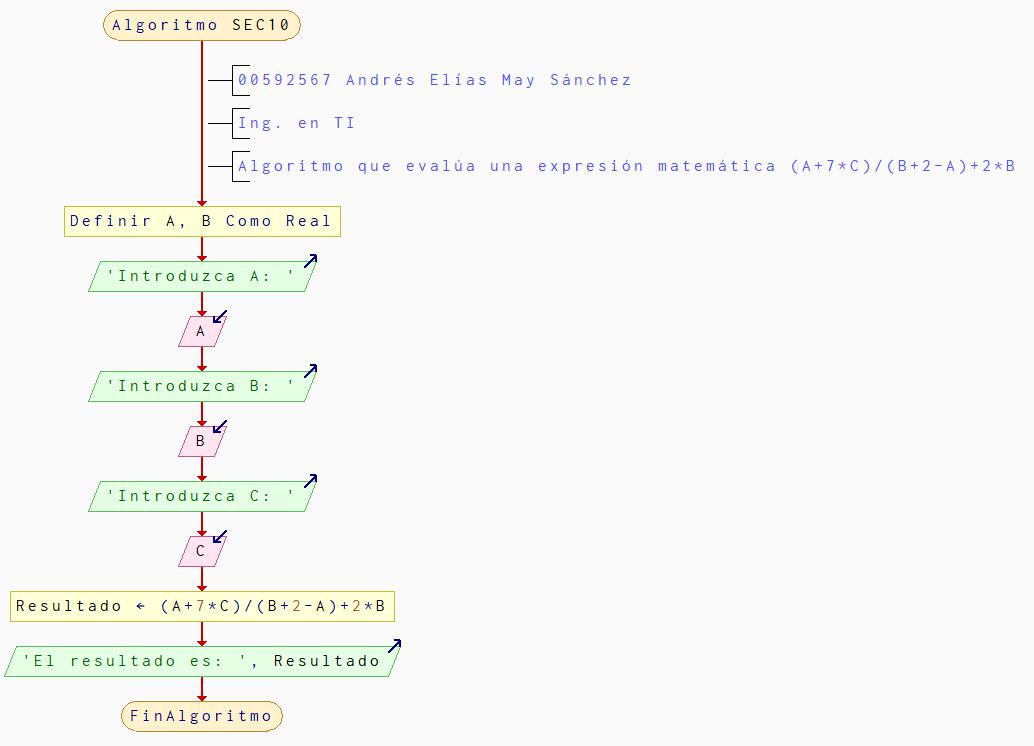 Algoritmo SEC10
00592567 Andrés Elías May Sánchez
Ing. en TI
Algoritmo que evalúa una expresión matemática (A+7*C)/(B+2-A)+2*B
Definir A, B Como Real
'Introduzca A: '
A
'Introduzca B: '
B
'Introduzca C: '
C
Resultado ← (A+7*C)/(B+2-A)+2*B
'El resultado es: ', Resultado
FinAlgoritmo